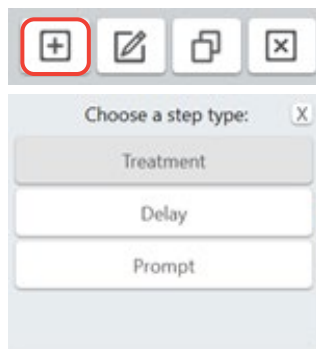 Choose a step type:
X
Treatment
Delay
Prompt